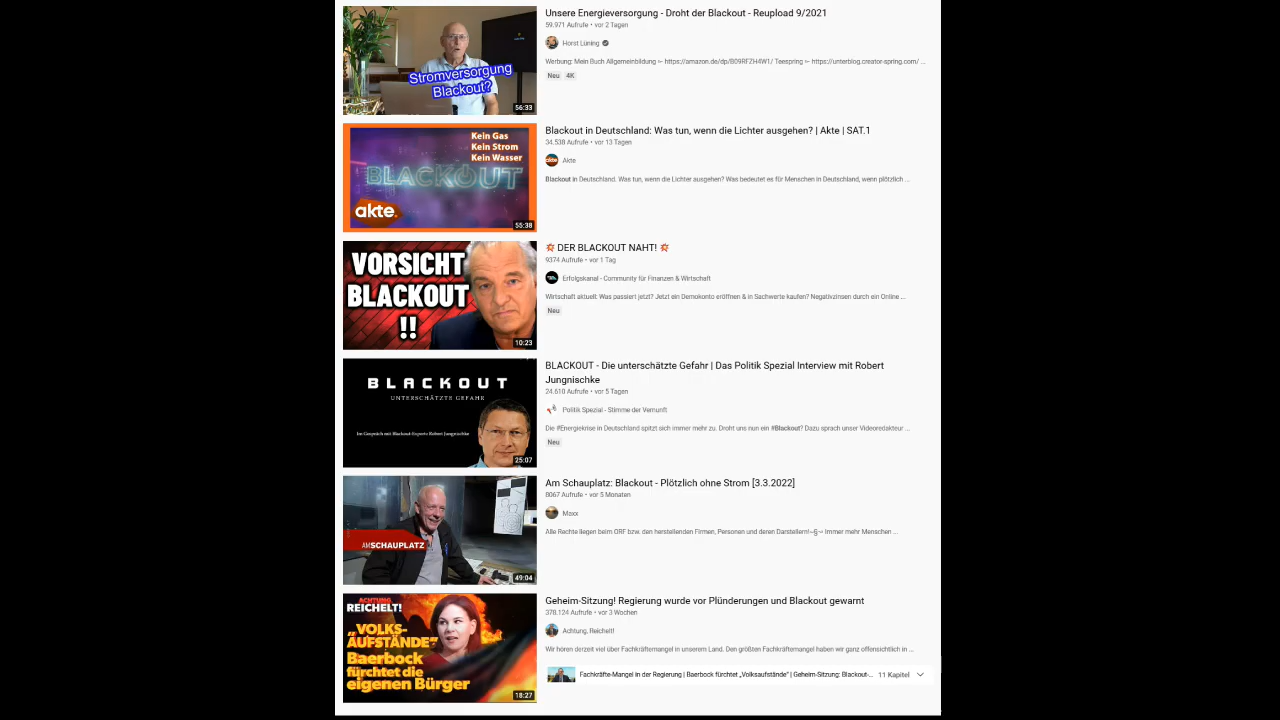 Stromversorgung
Blackout?
56:33
Unsere Energieversorgung - Droht der Blackout - Reupload 9/2021
59.971 Aufrufe • vor 2 Tagen
Horst Lüning
Werbung: Mein Buch Allgemeinbildung ➳ https://amazon.de/dp/B09RFZH4W1/ Teespring ➳ https://unterblog.creator-spring.com/ ...
Neu 4K
Kein Gas
Kein Strom
Kein Wasser
BLACKOUT
akte.
55:38
Blackout in Deutschland: Was tun, wenn die Lichter ausgehen? | Akte | SAT.1
34.538 Aufrufe • vor 13 Tagen
akte Akte
Blackout in Deutschland. Was tun, wenn die Lichter ausgehen? Was bedeutet es für Menschen in Deutschland, wenn plötzlich ...
VORSICHT
BLACKOUT
!!
10:23
💥 DER BLACKOUT NAHT! 💥
9374 Aufrufe • vor 1 Tag
Erfolgskanal - Community für Finanzen & Wirtschaft
Wirtschaft aktuell: Was passiert jetzt? Jetzt ein Demokonto eröffnen & in Sachwerte kaufen? Negativzinsen durch ein Online ...
Neu
BLACKOUT
UNTERSCHÄTZTE GEFAHR
Im Gespräch mit Blackout-Experte Robert Jungnischke
25:07
BLACKOUT - Die unterschätzte Gefahr | Das Politik Spezial Interview mit Robert
Jungnischke
24.610 Aufrufe • vor 5 Tagen
Politik Spezial - Stimme der Vernunft
Die #Energiekrise in Deutschland spitzt sich immer mehr zu. Droht uns nun ein #Blackout? Dazu sprach unser Videoredakteur ...
Neu
AMSCHAUPLATZ
49:04
Am Schauplatz: Blackout - Plötzlich ohne Strom [3.3.2022]
8067 Aufrufe • vor 5 Monaten
Maxx
Alle Rechte liegen beim ORF bzw. den herstellenden Firmen, Personen und deren Darstellern!~§~ Immer mehr Menschen ...
ACHTUNG,
REICHELT!
„VOLKS-
AUFSTÄNDE"
Baerbock
fürchtet die
eigenen Bürger
18:27
Geheim-Sitzung! Regierung wurde vor Plünderungen und Blackout gewarnt
378.124 Aufrufe • vor 3 Wochen
Achtung, Reichelt!
Wir hören derzeit viel über Fachkräftemangel in unserem Land. Den größten Fachkräftemangel haben wir ganz offensichtlich in ...
Fachkräfte-Mangel in der Regierung | Baerbock fürchtet „Volksaufstände" | Geheim-Sitzung: Blackout-... 11 Kapitel